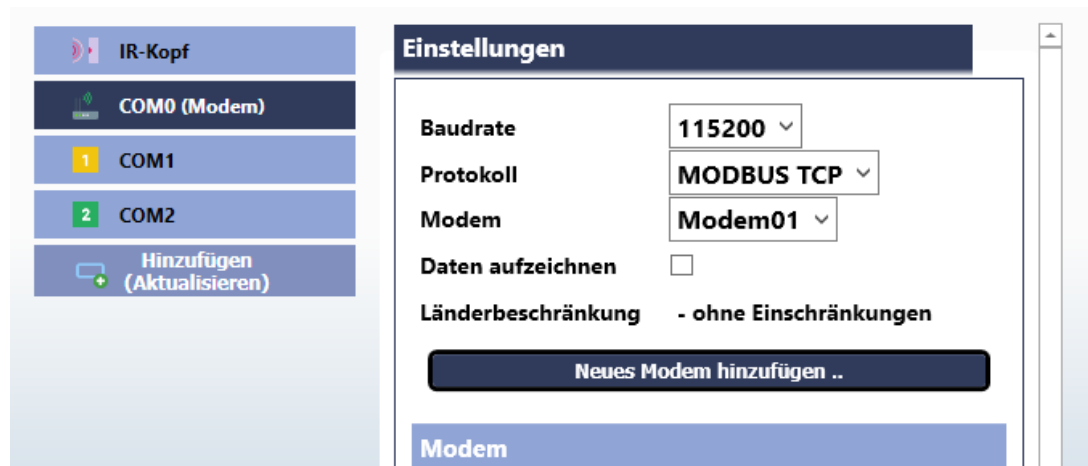 IR-Kopf
COM0 (Modem)
1 COM1
2 COM2
Hinzufügen
(Aktualisieren)
Einstellungen
Baudrate 115200
Protokoll MODBUS TCP
Modem Modem01
Daten aufzeichnen
Länderbeschränkung - ohne Einschränkungen
Neues Modem hinzufügen ..
Modem